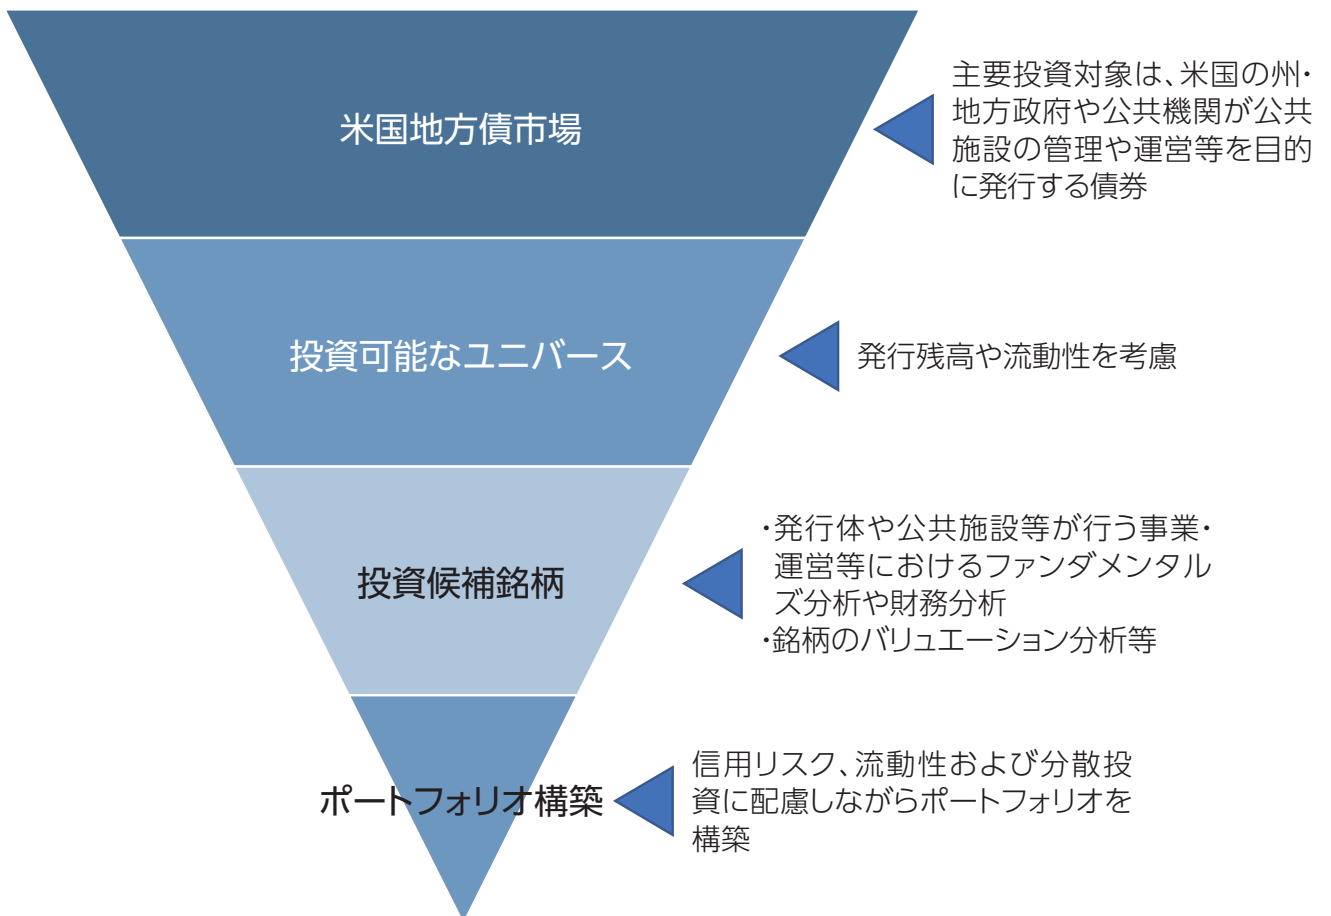 米国地方債市場
主要投資対象は、米国の州・
地方政府や公共機関が公共
施設の管理や運営等を目的
に発行する債券
投資可能なユニバース
発行残高や流動性を考慮
投資候補銘柄
・発行体や公共施設等が行う事業・
運営等におけるファンダメンタル
ズ分析や財務分析
・銘柄のバリュエーション分析等
ポートフォリオ構築
信用リスク、流動性および分散投
資に配慮しながらポートフォリオを
構築